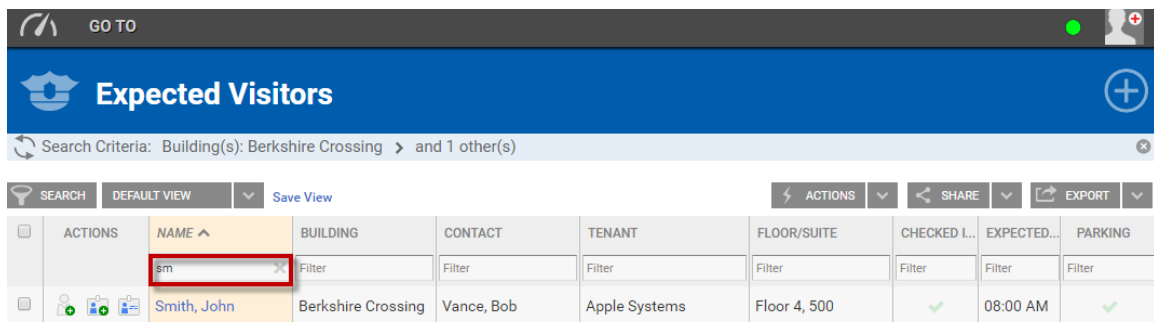 GO TO
Expected Visitors
Search Criteria: Building(s): Berkshire Crossing > and 1 other(s)
SEARCH DEFAULT VIEW Save View ACTIONS SHARE EXPORT
ACTIONS NAME BUILDING CONTACT TENANT FLOOR/SUITE CHECKED I... EXPECTED... PARKING
sm Filter Filter Filter Filter Filter Filter Filter
Smith, John Berkshire Crossing Vance, Bob Apple Systems Floor 4, 500 08:00 AM